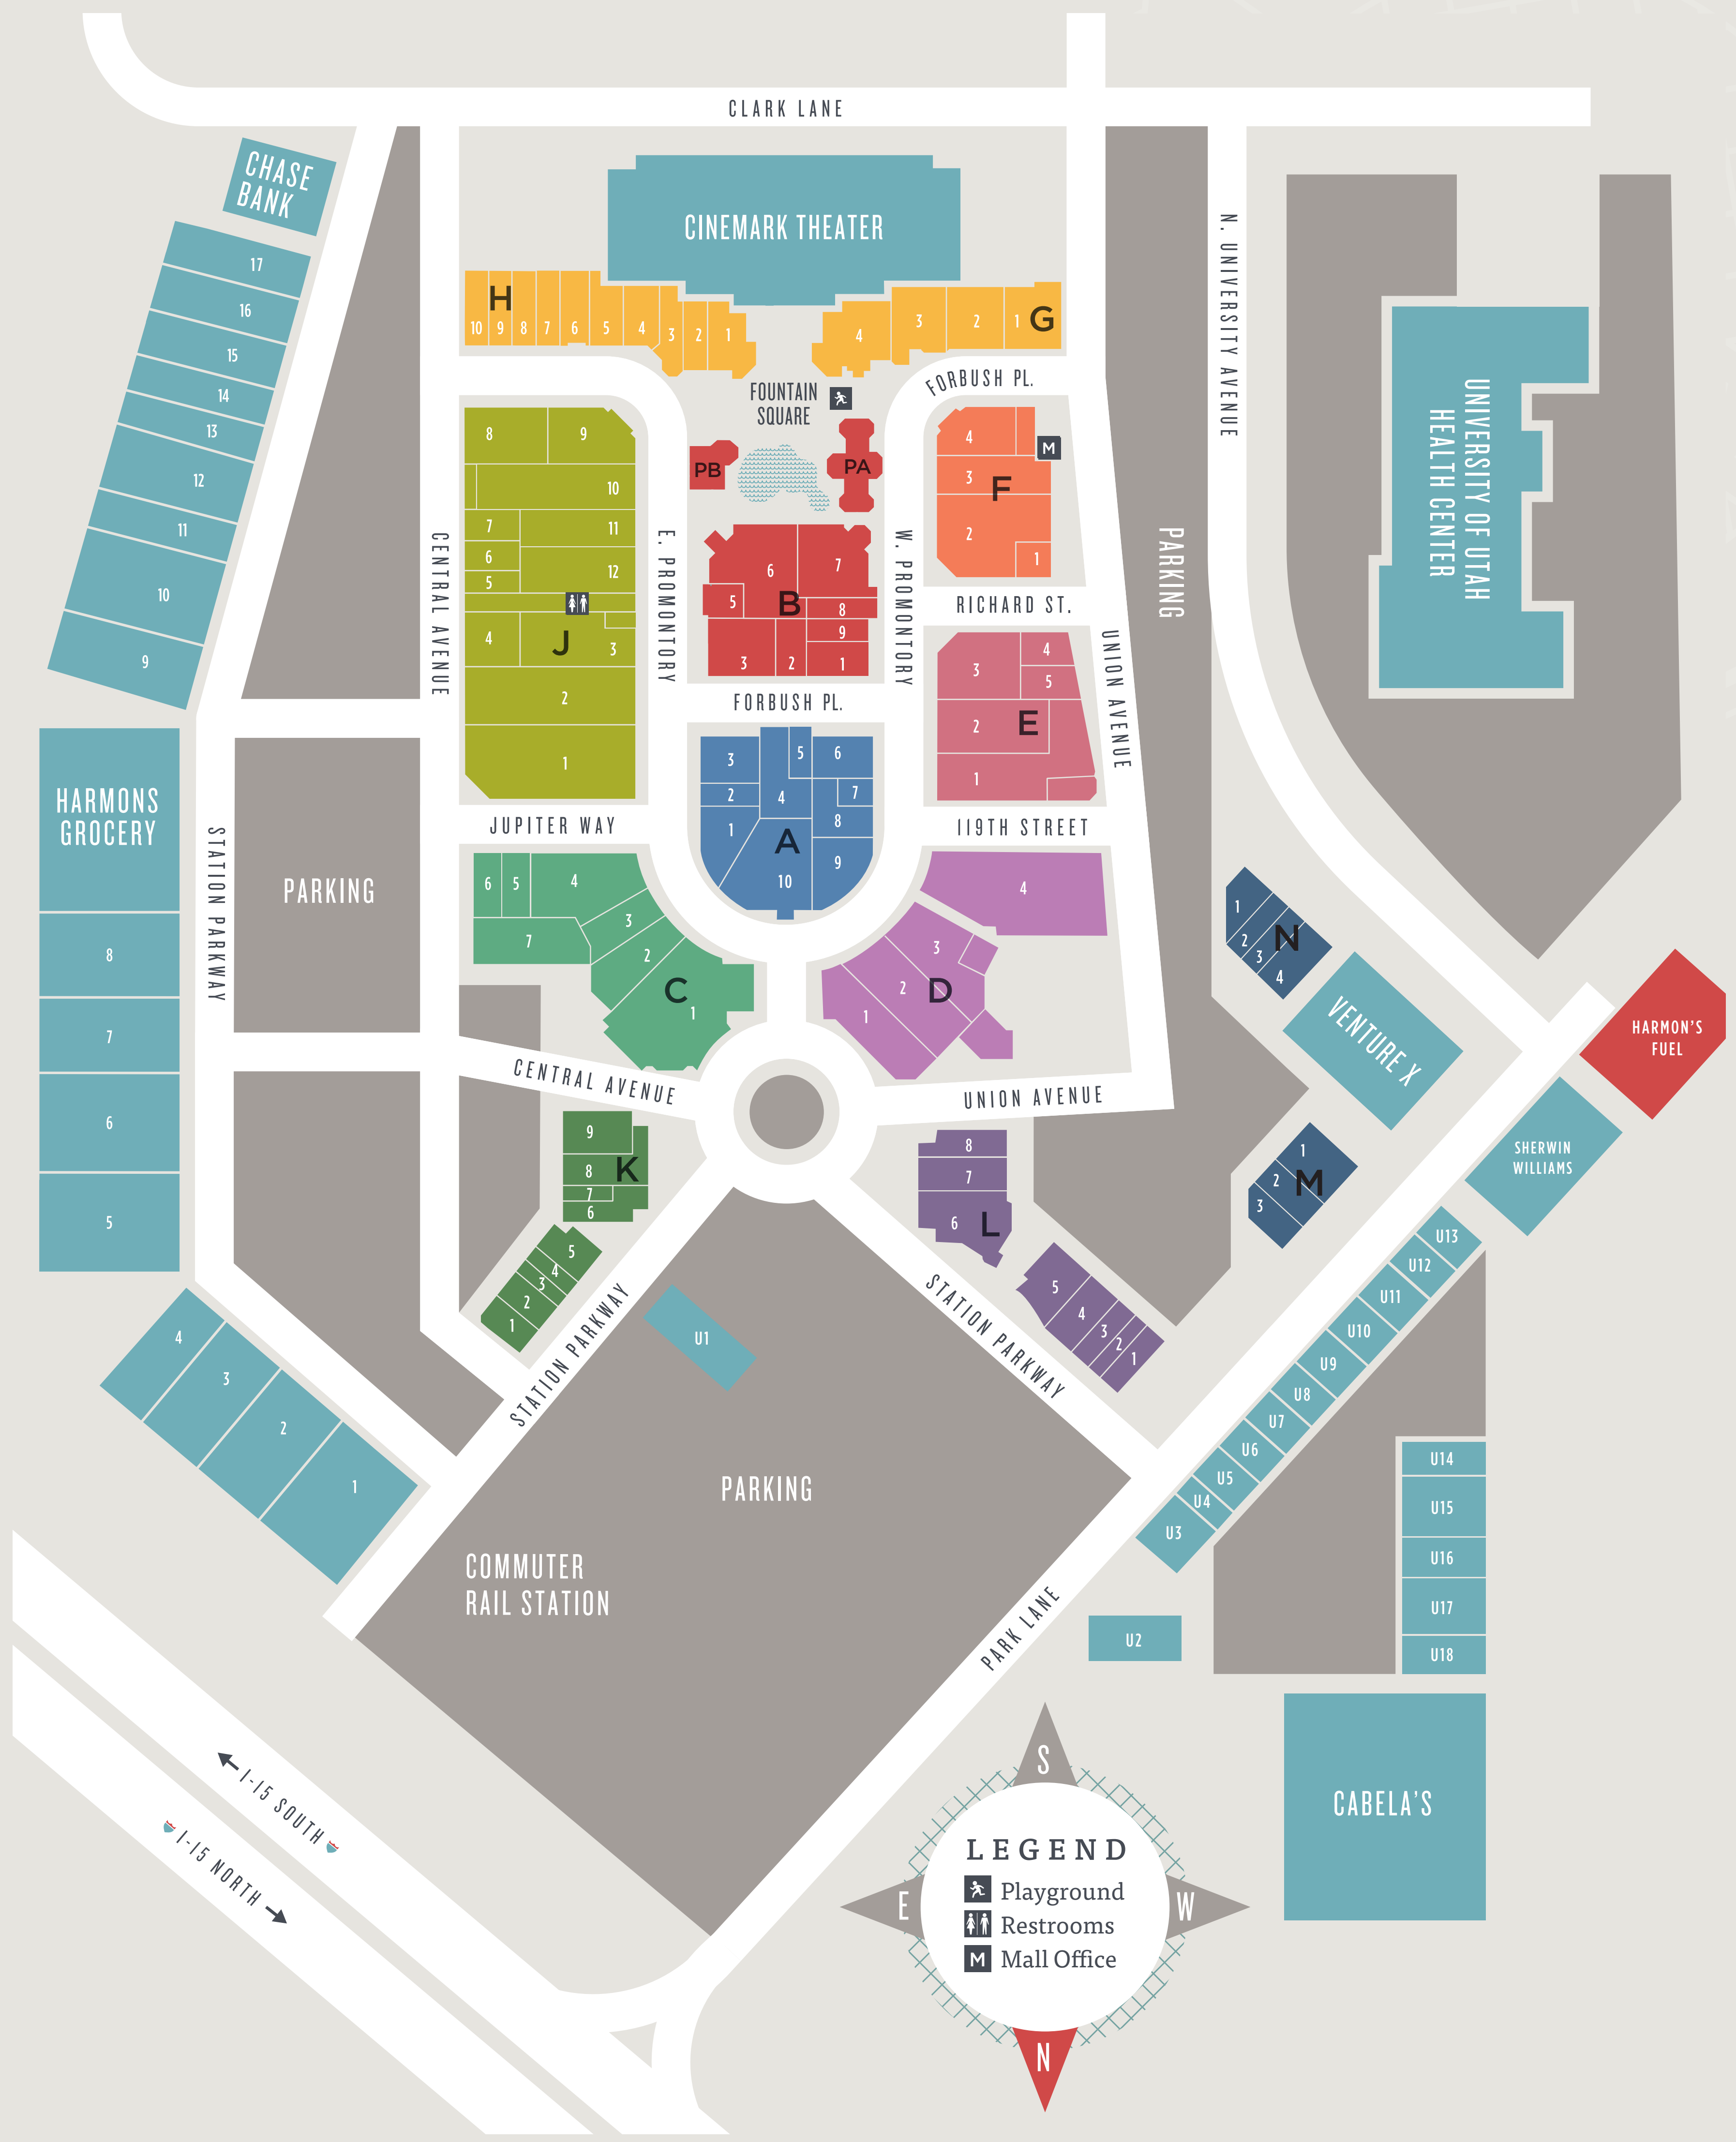 CLARK LANE
CHASE
BANK
17
16
15
14
13
12
11
10
9
CINEMARK THEATER
H
10
9
8
7
6
5
4
3
2
1
4
3
2
1
G
FOUNTAIN
SQUARE
FORBUSH PL.
N. UNIVERSITY AVENUE
UNIVERSITY OF UTAH
HEALTH CENTER
PARKING
8
9
10
7
11
6
12
5
4
J
3
2
1
CENTRAL AVENUE
E. PROMONTORY
PB
PA
6
7
5
B
8
9
3
2
1
W. PROMONTORY
4
M
3
F
2
1
RICHARD ST.
3
4
5
2
E
1
UNION AVENUE
FORBUSH PL.
3
5
6
2
4
7
1
8
A
9
10
JUPITER WAY
119TH STREET
HARMONS
GROCERY
STATION PARKWAY
PARKING
8
7
6
5
4
3
2
1
6
5
4
3
7
2
C
1
4
3
2
D
1
1
N
2
3
4
VENTURE X
HARMON'S
FUEL
SHERWIN
WILLIAMS
CENTRAL AVENUE
UNION AVENUE
9
8
K
7
6
5
4
3
2
1
8
7
6
L
5
4
3
2
1
1
2
M
3
STATION PARKWAY
STATION PARKWAY
U1
PARKING
COMMUTER
RAIL STATION
PARK LANE
U13
U12
U11
U10
U9
U8
U7
U6
U5
U4
U3
U14
U15
U16
U17
U18
U2
CABELA'S
I-15 SOUTH
I-15 NORTH
S
E
W
N
LEGEND
Playground
Restrooms
M Mall Office